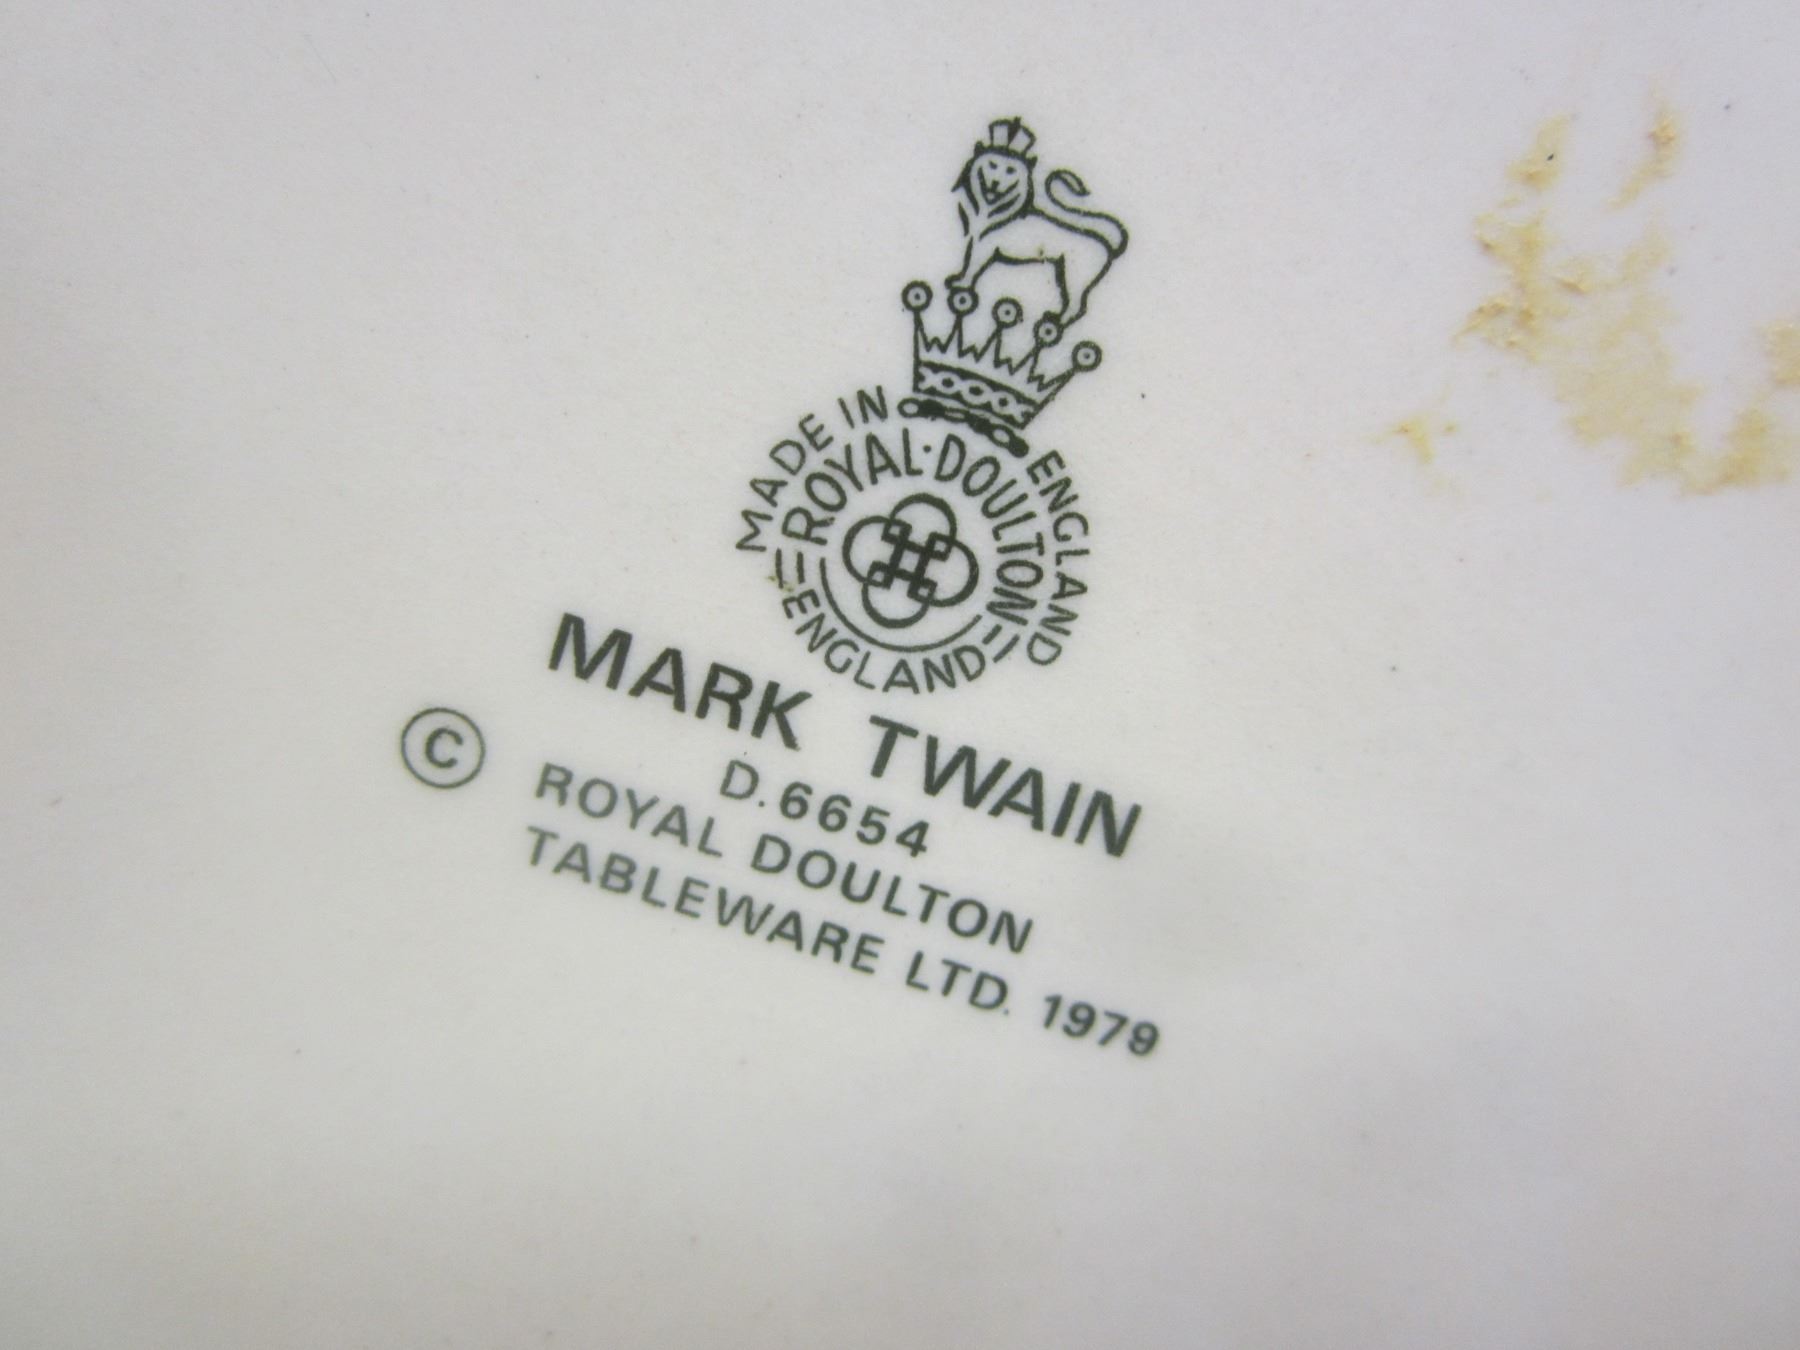 MADE IN ENGLAND
ROYAL·DOULTON
ENGLAND
MARK TWAIN
D.6654
© ROYAL DOULTON
TABLEWARE LTD. 1979